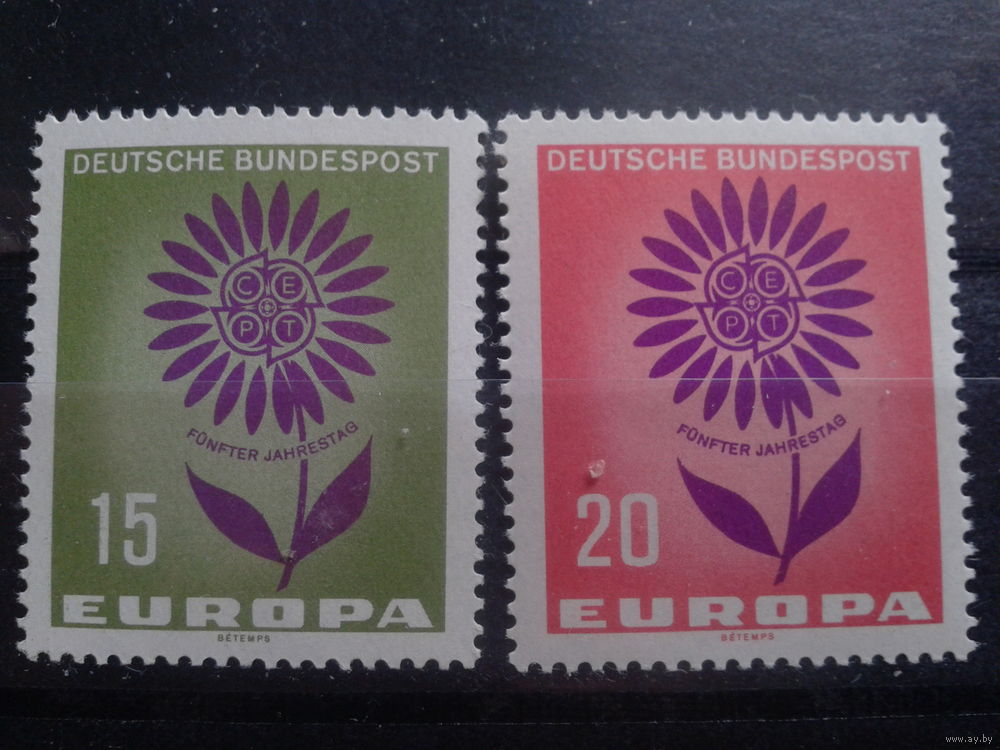 DEUTSCHE BUNDESPOST
C E
P T
FÜNFTER JAHRESTAG
15
EUROPA
BÉTEMPS
DEUTSCHE BUNDESPOST
C E
P T
FÜNFTER JAHRESTAG
20
EUROPA
BÉTEMPS
www.ay.by